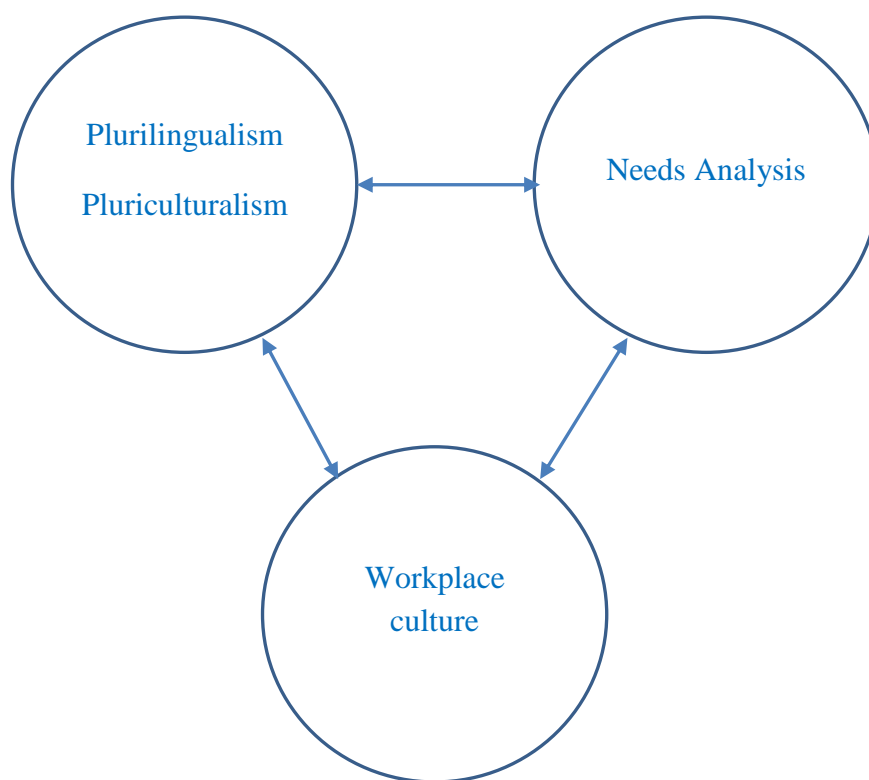 Plurilingualism
Pluriculturalism
Needs Analysis
Workplace
culture